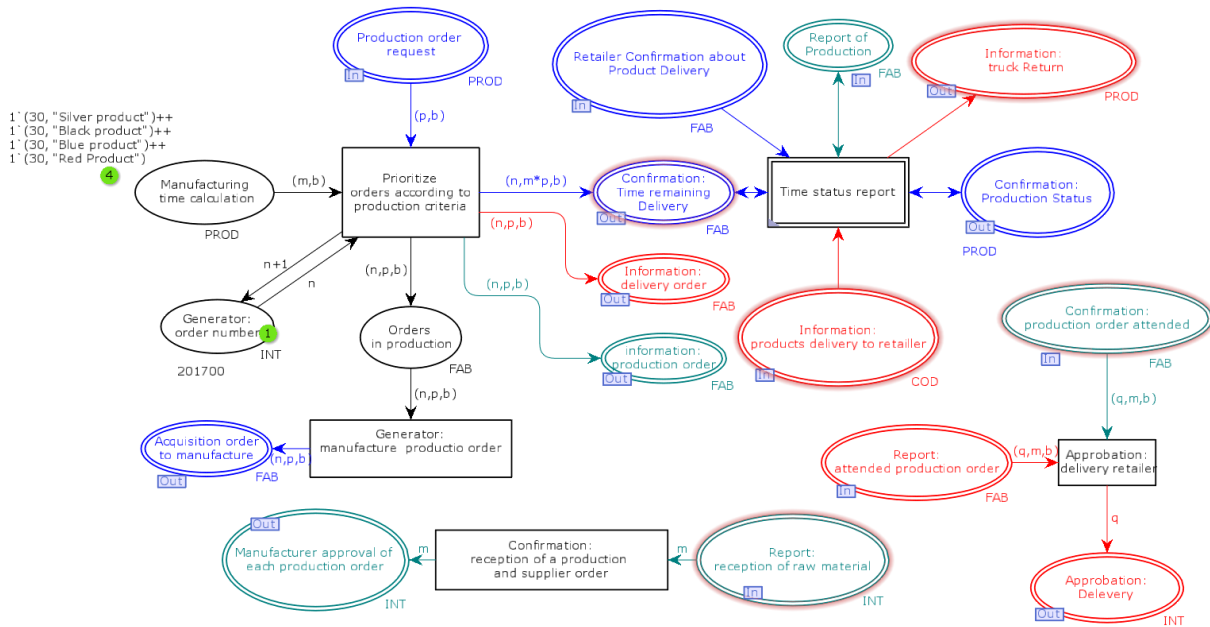 Production order
request
In
PROD
(p,b)
Retailer Confirmation about
Product Delivery
In
FAB
Report of
Production
In
FAB
Information:
truck Return
Out
PROD
1`(30, "Silver product")++
1`(30, "Black product")++
1`(30, "Blue product")++
1`(30, "Red Product")
4
Manufacturing
time calculation
PROD
(m,b)
Prioritize
orders according to
production criteria
(n,m*p,b)
(n,p,b)
(n,p,b)
(n,p,b)
n+1
n
Confirmation:
Time remaining
Delivery
Out
FAB
Time status report
Confirmation:
Production Status
Out
PROD
Information:
delivery order
Out
FAB
Generator:
order number
1
INT
201700
Orders
in production
FAB
(n,p,b)
information:
production order
Out
FAB
Information:
products delivery to retailler
In
COD
Confirmation:
production order attended
In
FAB
(q,m,b)
Acquisition order
to manufacture
Out
FAB
(n,p,b)
Generator:
manufacture productio order
Report:
attended production order
In
FAB
(q,m,b)
Approbation:
delivery retailer
q
Out
Manufacturer approval of
each production order
INT
m
Confirmation:
reception of a production
and supplier order
m
Report:
reception of raw material
In
INT
Approbation:
Delevery
Out
INT